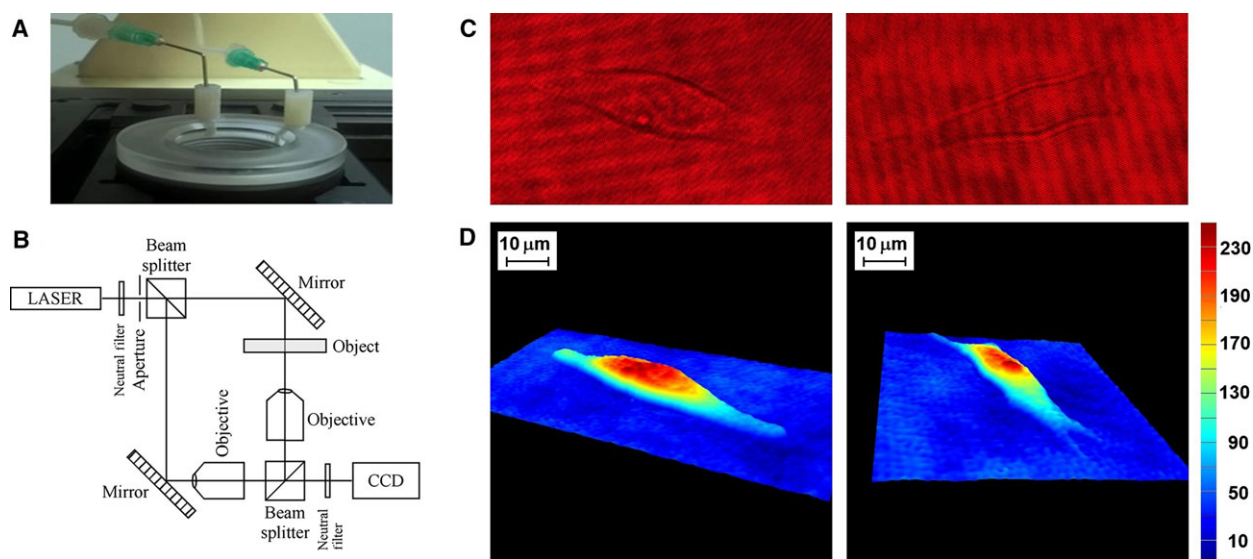 A
B
LASER
Neutral filter
Aperture
Beam
splitter
Mirror
Object
Objective
Objective
Mirror
Beam
splitter
Neutral
filter
CCD
C
D
10 μm
10 μm
230
190
170
130
90
50
10